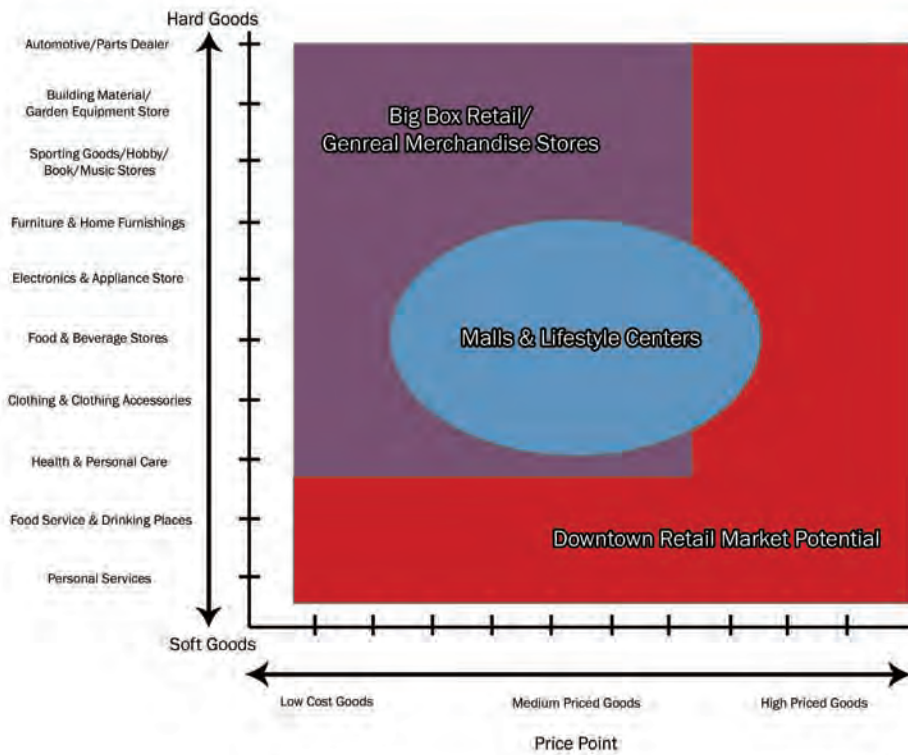 Hard Goods
Automotive/Parts Dealer
Building Material/
Garden Equipment Store
Sporting Goods/Hobby/
Book/Music Stores
Furniture & Home Furnishings
Electronics & Appliance Store
Food & Beverage Stores
Clothing & Clothing Accessories
Health & Personal Care
Food Service & Drinking Places
Personal Services
Soft Goods
Big Box Retail/
Genreal Merchandise Stores
Malls & Lifestyle Centers
Downtown Retail Market Potential
Low Cost Goods
Medium Priced Goods
High Priced Goods
Price Point